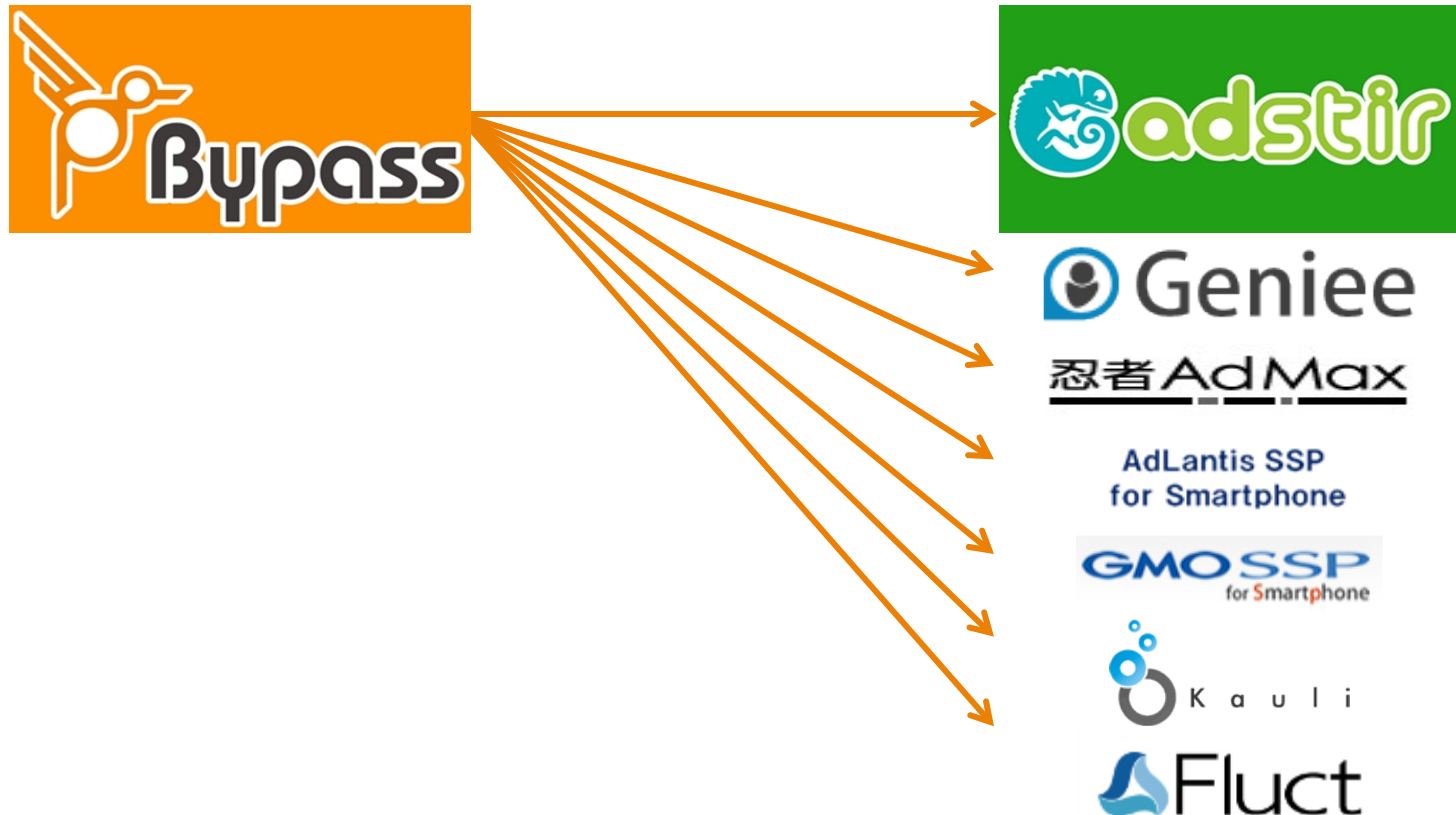 Bypass
adstir
Geniee
忍者AdMax
AdLantis SSP
for Smartphone
GMO SSP
for Smartphone
Kauli
Fluct